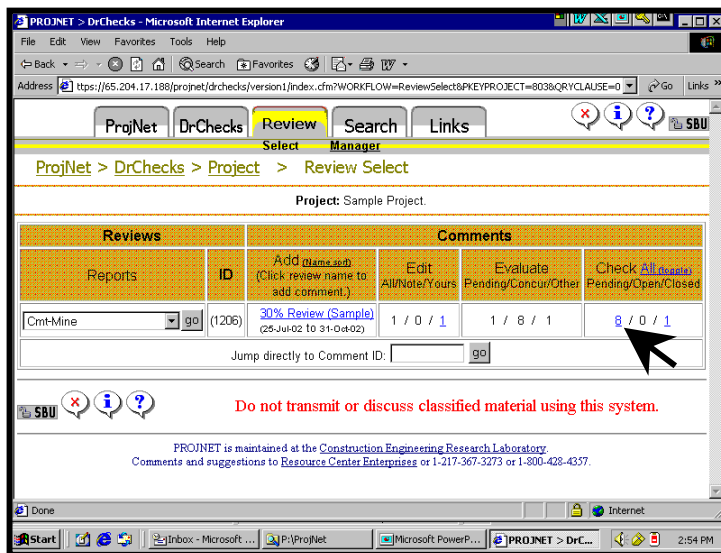 PROJNET > DrChecks - Microsoft Internet Explorer
File Edit View Favorites Tools Help
Back Search Favorites
Address ttps://65.204.17.188/projnet/drchecks/version1/index.cfm?WORKFLOW=ReviewSelect&PKEYPROJECT=803&QRYCLAUSE=0 Go Links »
ProjNet DrChecks Review Search Links SBU
Select Manager
ProjNet > DrChecks > Project > Review Select
Project: Sample Project.
Reviews Comments
Reports ID Add (Name sort) (Click review name to add comment.) Edit All/Note/Yours Evaluate Pending/Concur/Other Check All (toggle) Pending/Open/Closed
Cmt-Mine go (1206) 30% Review (Sample) (25-Jul-02 to 31-Oct-02) 1 / 0 / 1 1 / 8 / 1 8 / 0 / 1
Jump directly to Comment ID: go
SBU Do not transmit or discuss classified material using this system.
PROJNET is maintained at the Construction Engineering Research Laboratory.
Comments and suggestions to Resource Center Enterprises or 1-217-367-3273 or 1-800-428-4357.
Done Internet
Start Inbox - Microsoft ... P:\ProjNet Microsoft PowerP... PROJNET > DrC... 2:54 PM